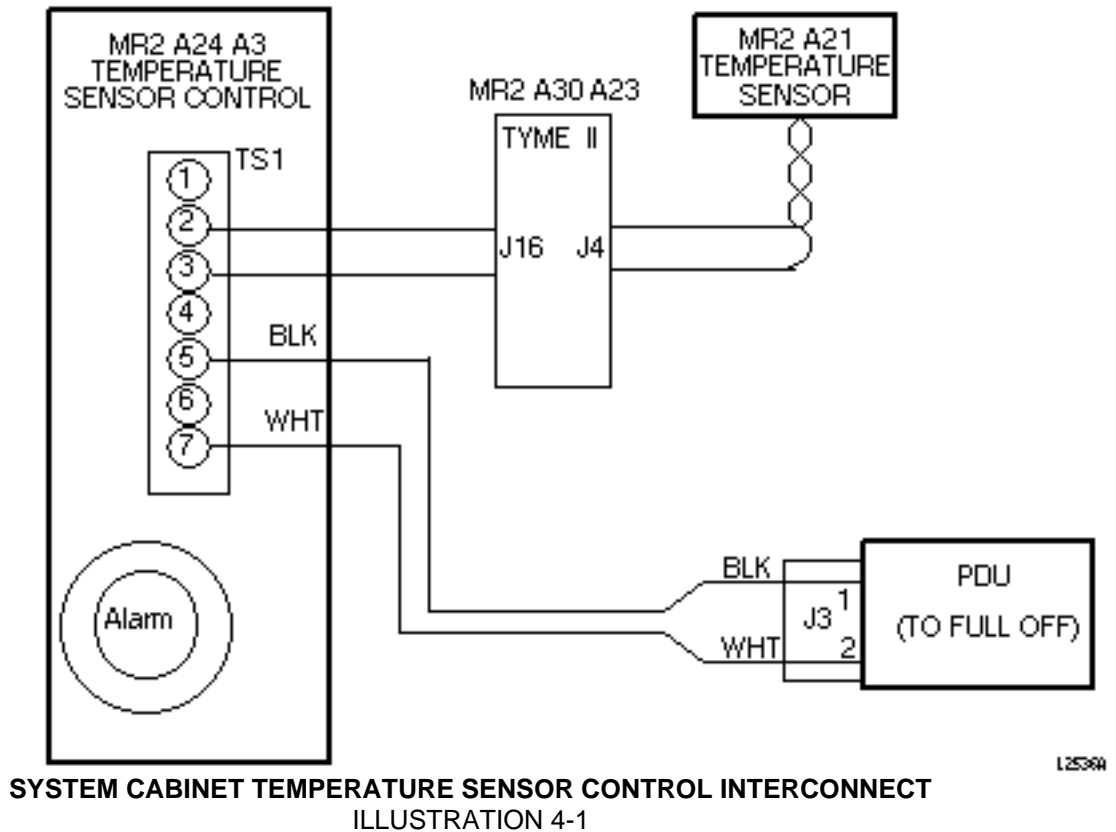 MR2 A24 A3
TEMPERATURE
SENSOR CONTROL
TS1
1
2
3
4
5
6
7
BLK
WHT
Alarm
MR2 A30 A23
TYME II
J16 J4
MR2 A21
TEMPERATURE
SENSOR
BLK
WHT
J3
1
2
PDU
(TO FULL OFF)
L2536A
SYSTEM CABINET TEMPERATURE SENSOR CONTROL INTERCONNECT
ILLUSTRATION 4-1